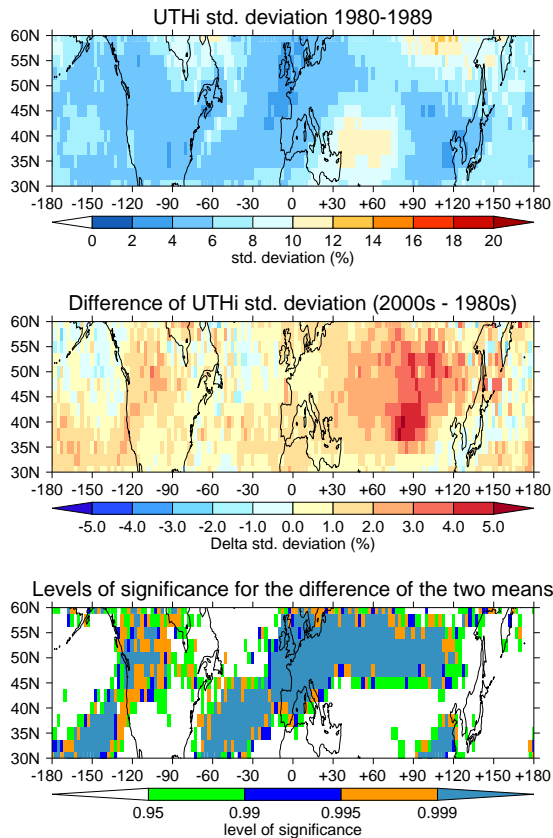 UTHi std. deviation 1980-1989
60N
55N
50N
45N
40N
35N
30N
-180 -150 -120 -90 -60 -30 0 +30 +60 +90 +120 +150 +180
0 2 4 6 8 10 12 14 16 18 20
std. deviation (%)
Difference of UTHi std. deviation (2000s - 1980s)
60N
55N
50N
45N
40N
35N
30N
-180 -150 -120 -90 -60 -30 0 +30 +60 +90 +120 +150 +180
-5.0 -4.0 -3.0 -2.0 -1.0 0.0 1.0 2.0 3.0 4.0 5.0
Delta std. deviation (%)
Levels of significance for the difference of the two means
60N
55N
50N
45N
40N
35N
30N
-180 -150 -120 -90 -60 -30 0 +30 +60 +90 +120 +150 +180
0.95 0.99 0.995 0.999
level of significance